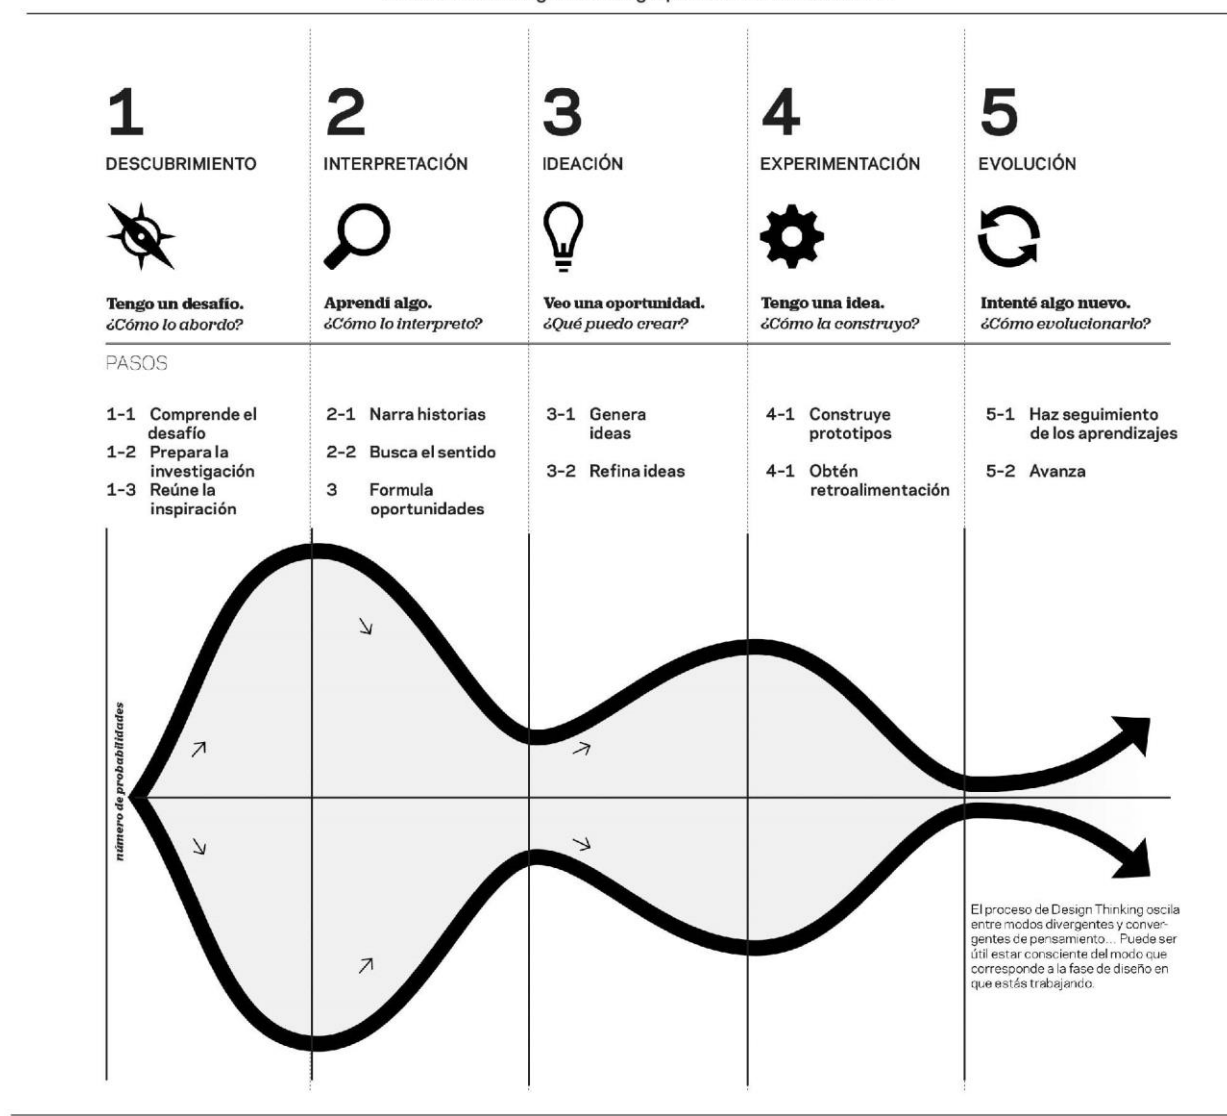 1
DESCUBRIMIENTO
Tengo un desafío.
¿Cómo lo abordo?
2
INTERPRETACIÓN
Aprendí algo.
¿Cómo lo interpreto?
3
IDEACIÓN
Veo una oportunidad.
¿Qué puedo crear?
4
EXPERIMENTACIÓN
Tengo una idea.
¿Cómo la construyo?
5
EVOLUCIÓN
Intenté algo nuevo.
¿Cómo evolucionarlo?
PASOS
1-1 Comprende el
desafío
1-2 Prepara la
investigación
1-3 Reúne la
inspiración
2-1 Narra historias
2-2 Busca el sentido
3 Formula
oportunidades
3-1 Genera
ideas
3-2 Refina ideas
4-1 Construye
prototipos
4-1 Obtén
retroalimentación
5-1 Haz seguimiento
de los aprendizajes
5-2 Avanza
número de probabilidades
El proceso de Design Thinking oscila
entre modos divergentes y conver-
gentes de pensamiento... Puede ser
útil estar consciente del modo que
corresponde a la fase de diseño en
que estás trabajando.